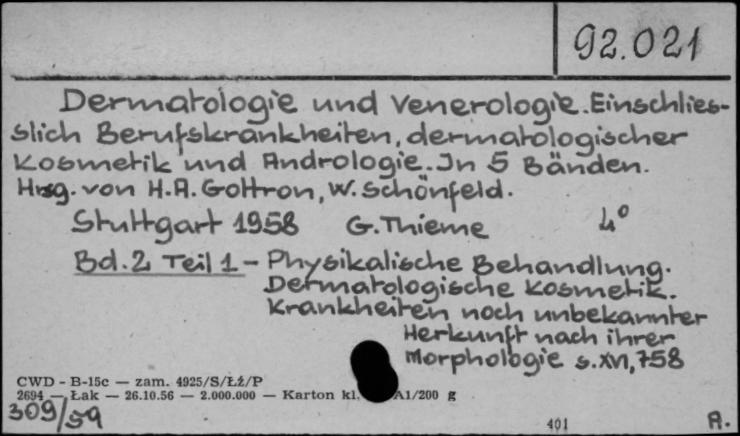 92.021
Dermatologie und Venerologie. Einschlies-
slich Berufskrankheiten, dermatologischer
Kosmetik und Andrologie. In 5 Bänden.
Hrsg. von H.A. Gottron, W. Schönfeld.
Stuttgart 1958 G. Thieme 4°
Bd. 2 Teil 1 - Physikalische Behandlung.
Dermatologische Kosmetik.
Krankheiten noch unbekannter
Herkunft nach ihrer
Morphologie s. XVI, 758
CWD - B-15c — zam. 4925/S/Łź/P
2694 — Łak — 26.10.56 — 2.000.000 — Karton kl. A1/200 g
309/59
401 A.